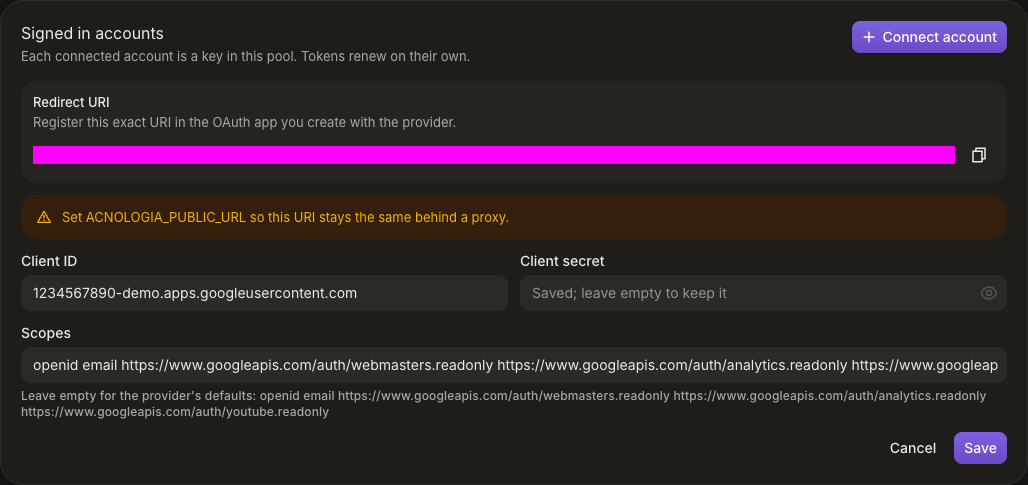 Signed in accounts
Connect account
Each connected account is a key in this pool. Tokens renew on their own.
Redirect URI
Register this exact URI in the OAuth app you create with the provider.
Set ACNOLOGIA_PUBLIC_URL so this URI stays the same behind a proxy.
Client ID
Client secret
1234567890-demo.apps.googleusercontent.com
Saved; leave empty to keep it
Scopes
openid email https://www.googleapis.com/auth/webmasters.readonly https://www.googleapis.com/auth/analytics.readonly https://www.googleap
Leave empty for the provider's defaults: openid email https://www.googleapis.com/auth/webmasters.readonly https://www.googleapis.com/auth/analytics.readonly
https://www.googleapis.com/auth/youtube.readonly
Cancel
Save